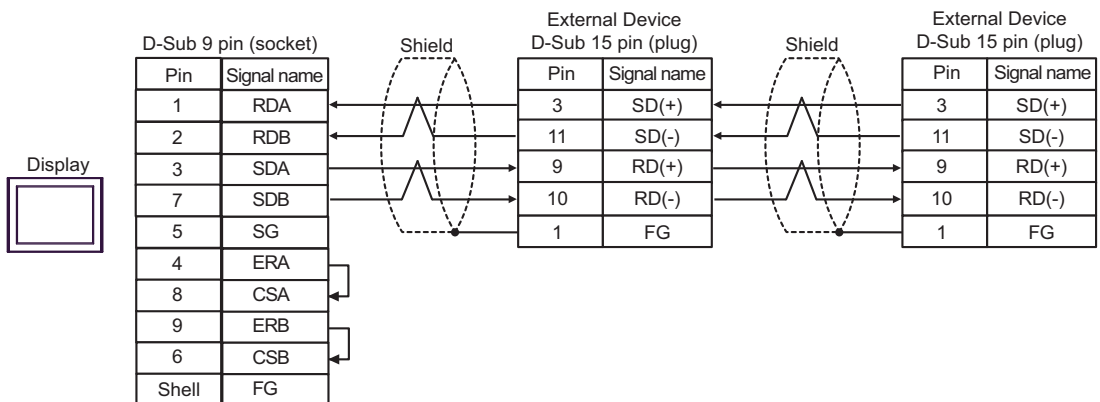 External Device
External Device
D-Sub 9 pin (socket)
Shield
D-Sub 15 pin (plug)
Shield
D-Sub 15 pin (plug)
Pin Signal name
1 RDA
2 RDB
3 SDA
7 SDB
5 SG
4 ERA
8 CSA
9 ERB
6 CSB
Shell FG
Pin Signal name
3 SD(+)
11 SD(-)
9 RD(+)
10 RD(-)
1 FG
Pin Signal name
3 SD(+)
11 SD(-)
9 RD(+)
10 RD(-)
1 FG
Display